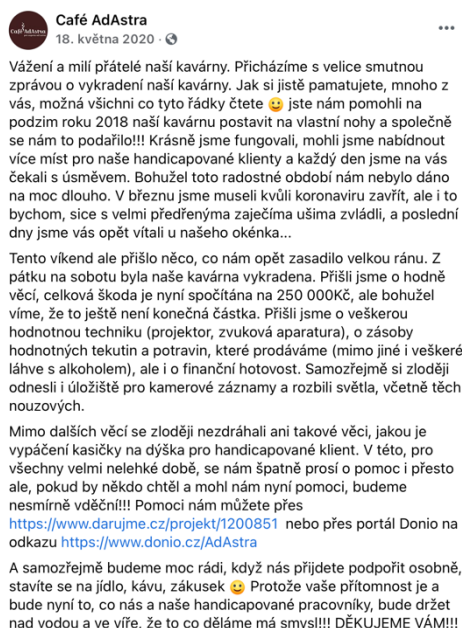 Café AdAstra
18. května 2020
Vážení a milí přátelé naší kavárny. Přicházíme s velice smutnou
zprávou o vykradení naší kavárny. Jak si jistě pamatujete, mnoho z
vás, možná všichni co tyto řádky čtete 😉 jste nám pomohli na
podzim roku 2018 naší kavárnu postavit na vlastní nohy a společně
se nám to podařilo!!! Krásně jsme fungovali, mohli jsme nabídnout
více míst pro naše handicapované klienty a každý den jsme na vás
čekali s úsměvem. Bohužel toto radostné období nám nebylo dáno
na moc dlouho. V březnu jsme museli kvůli koronaviru zavřít, ale i to
bychom, sice s velmi předřenýma zaječíma ušima zvládli, a poslední
dny jsme vás opět vítali u našeho okénka...
Tento víkend ale přišlo něco, co nám opět zasadilo velkou ránu. Z
pátku na sobotu byla naše kavárna vykradena. Přišli jsme o hodně
věcí, celková škoda je nyní spočítána na 250 000Kč, ale bohužel
víme, že to ještě není konečná částka. Přišli jsme o veškerou
hodnotnou techniku (projektor, zvuková aparatura), o zásoby
hodnotných tekutin a potravin, které prodáváme (mimo jiné i veškeré
láhve s alkoholem), ale i o finanční hotovost. Samozřejmě si zloději
odnesli i úložiště pro kamerové záznamy a rozbili světla, včetně těch
nouzových.
Mimo dalších věcí se zloději nezdráhali ani takové věci, jakou je
vypáčení kasičky na dýška pro handicapované klient. V této, pro
všechny velmi nelehké době, se nám špatně prosí o pomoc i přesto
ale, pokud by někdo chtěl a mohl nám nyní pomoci, budeme
nesmírně vděční!!! Pomoci nám můžete přes
https://www.darujme.cz/projekt/1200851 nebo přes portál Donio na
odkazu https://www.donio.cz/AdAstra
A samozřejmě budeme moc rádi, když nás přijdete podpořit osobně,
stavíte se na jídlo, kávu, zákusek 😉 Protože vaše přítomnost je a
bude nyní to, co nás a naše handicapované pracovníky, bude držet
nad vodou a ve víře, že to co děláme má smysl!!! DĚKUJEME VÁM!!!